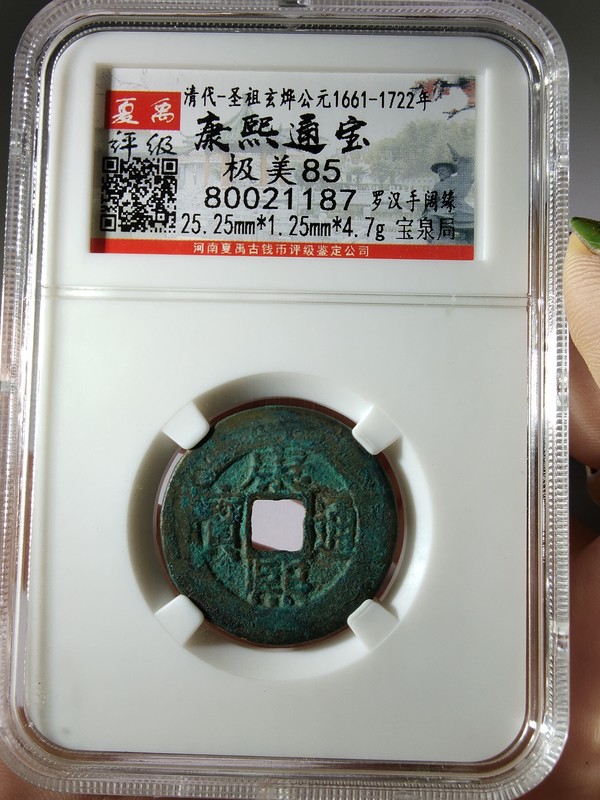 清代-圣祖玄烨公元1661-1722年
夏禹
评级
康熙通宝
极美85
80021187 罗汉手阔缘
25.25mm*1.25mm*4.7g 宝泉局
河南夏禹古钱币评级鉴定公司
康熙通寶